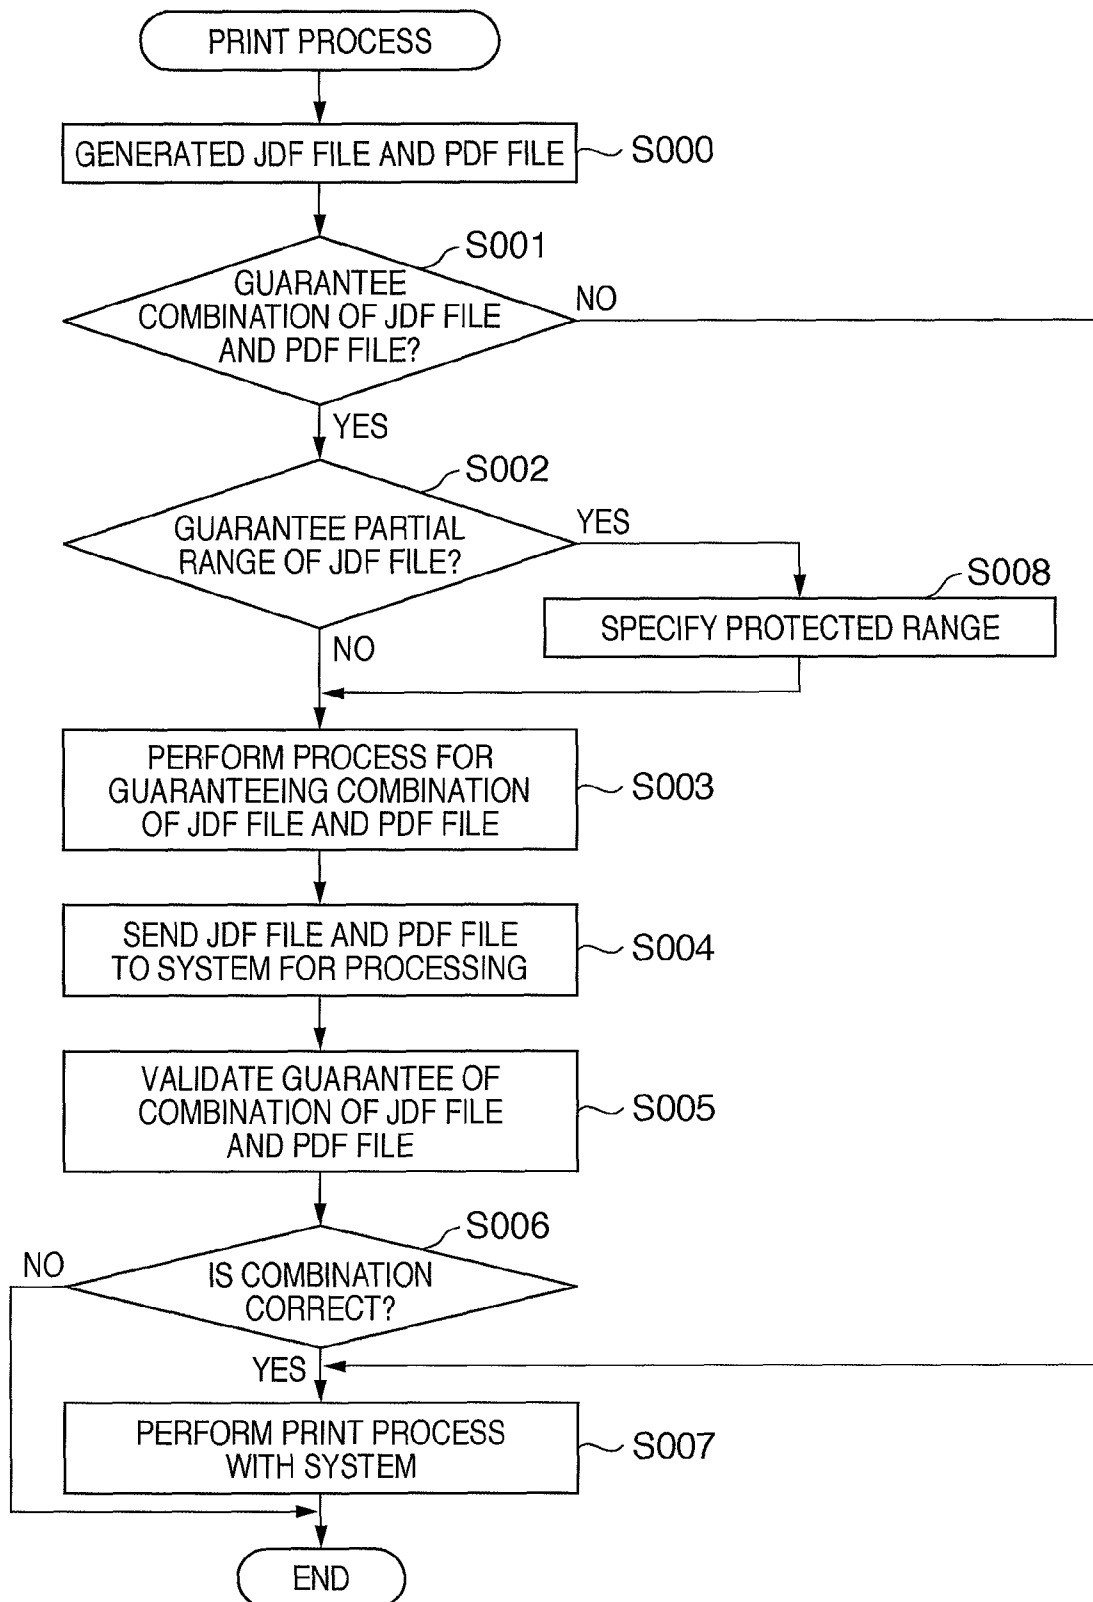 PRINT PROCESS
GENERATED JDF FILE AND PDF FILE
S000
S001
GUARANTEE
COMBINATION OF JDF FILE
AND PDF FILE?
NO
YES
S002
GUARANTEE PARTIAL
RANGE OF JDF FILE?
YES
S008
SPECIFY PROTECTED RANGE
NO
PERFORM PROCESS FOR
GUARANTEEING COMBINATION
OF JDF FILE AND PDF FILE
S003
SEND JDF FILE AND PDF FILE
TO SYSTEM FOR PROCESSING
S004
VALIDATE GUARANTEE OF
COMBINATION OF JDF FILE
AND PDF FILE
S005
S006
NO
IS COMBINATION
CORRECT?
YES
PERFORM PRINT PROCESS
WITH SYSTEM
S007
END